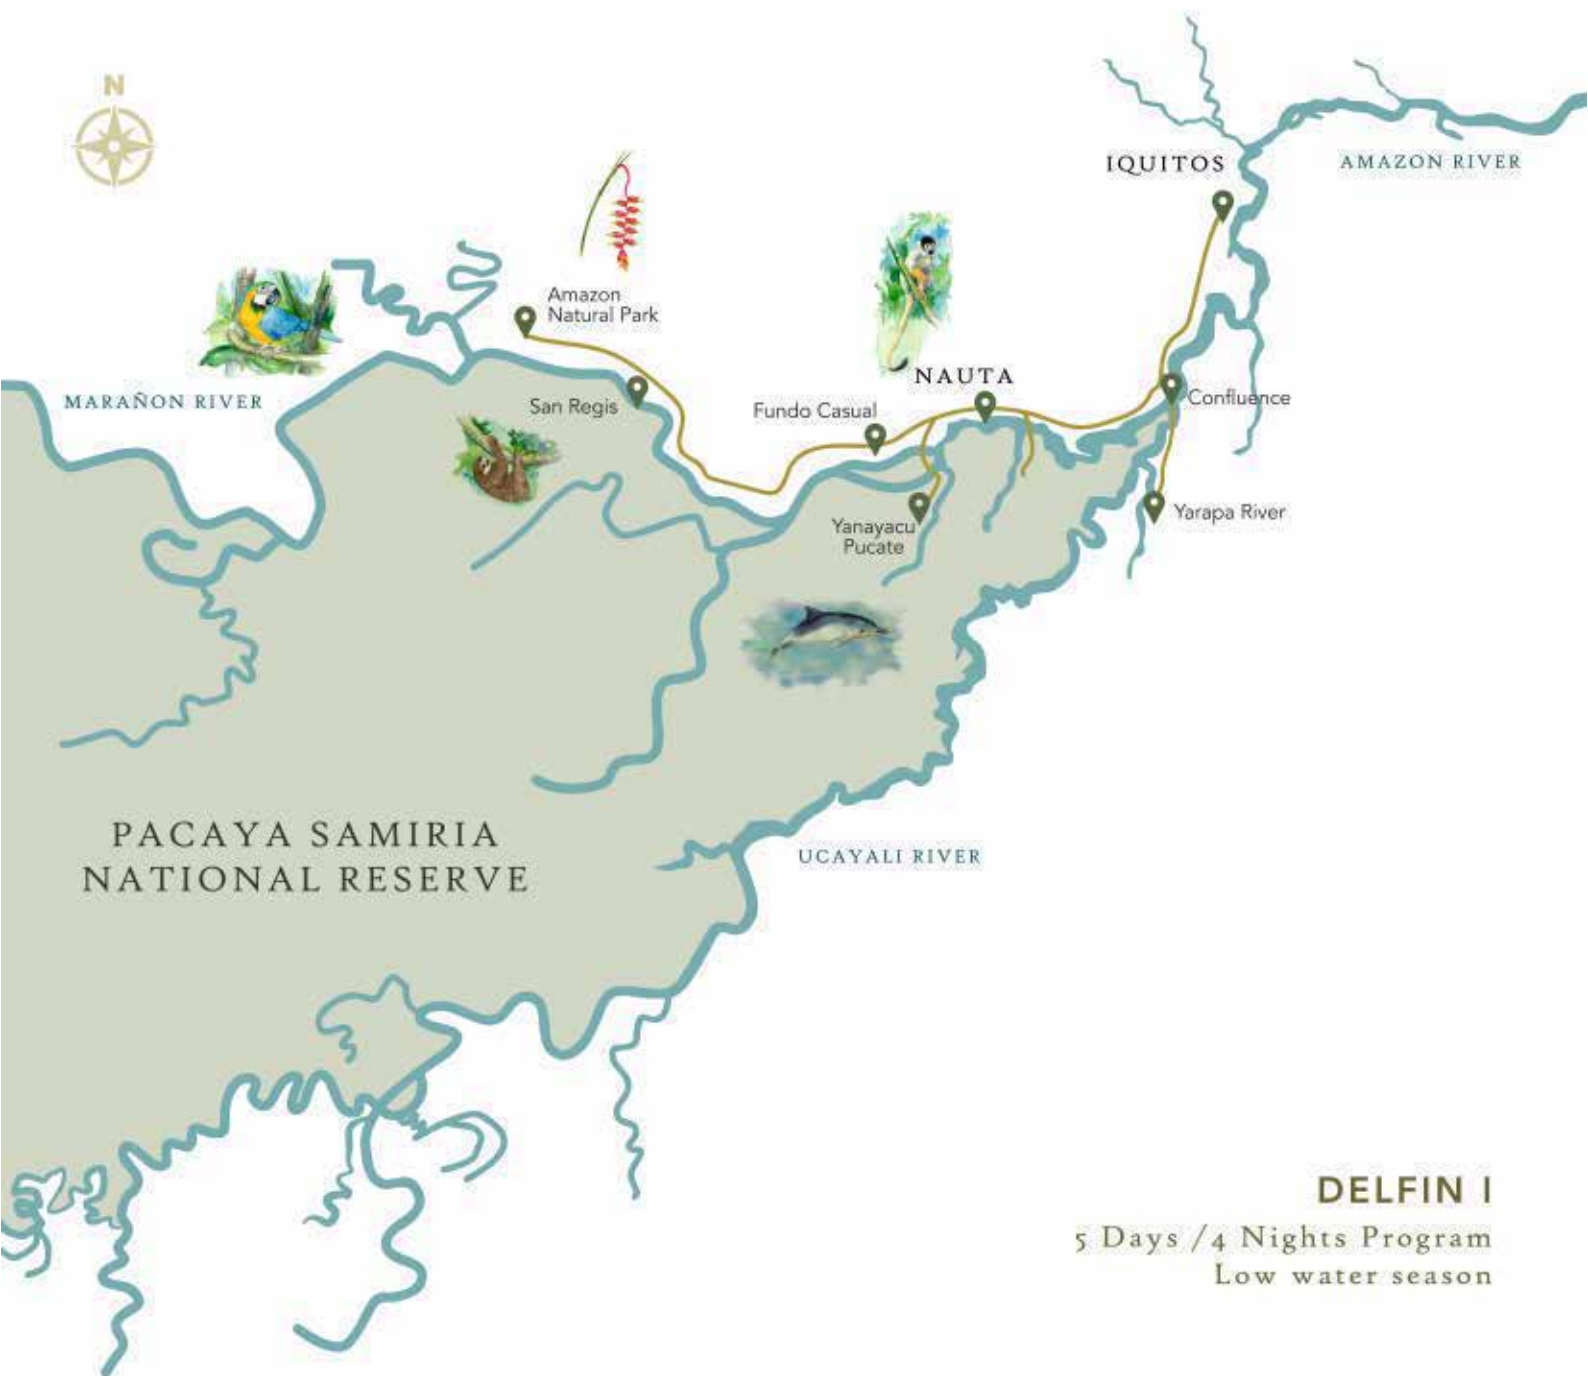 N
IQUITOS
AMAZON RIVER
Amazon
Natural Park
NAUTA
MARAÑON RIVER
San Regis
Fundo Casual
Confluence
Yanayacu
Pucate
Yarapa River
PACAYA SAMIRIA
NATIONAL RESERVE
UCAYALI RIVER
DELFIN I
5 Days /4 Nights Program
Low water season